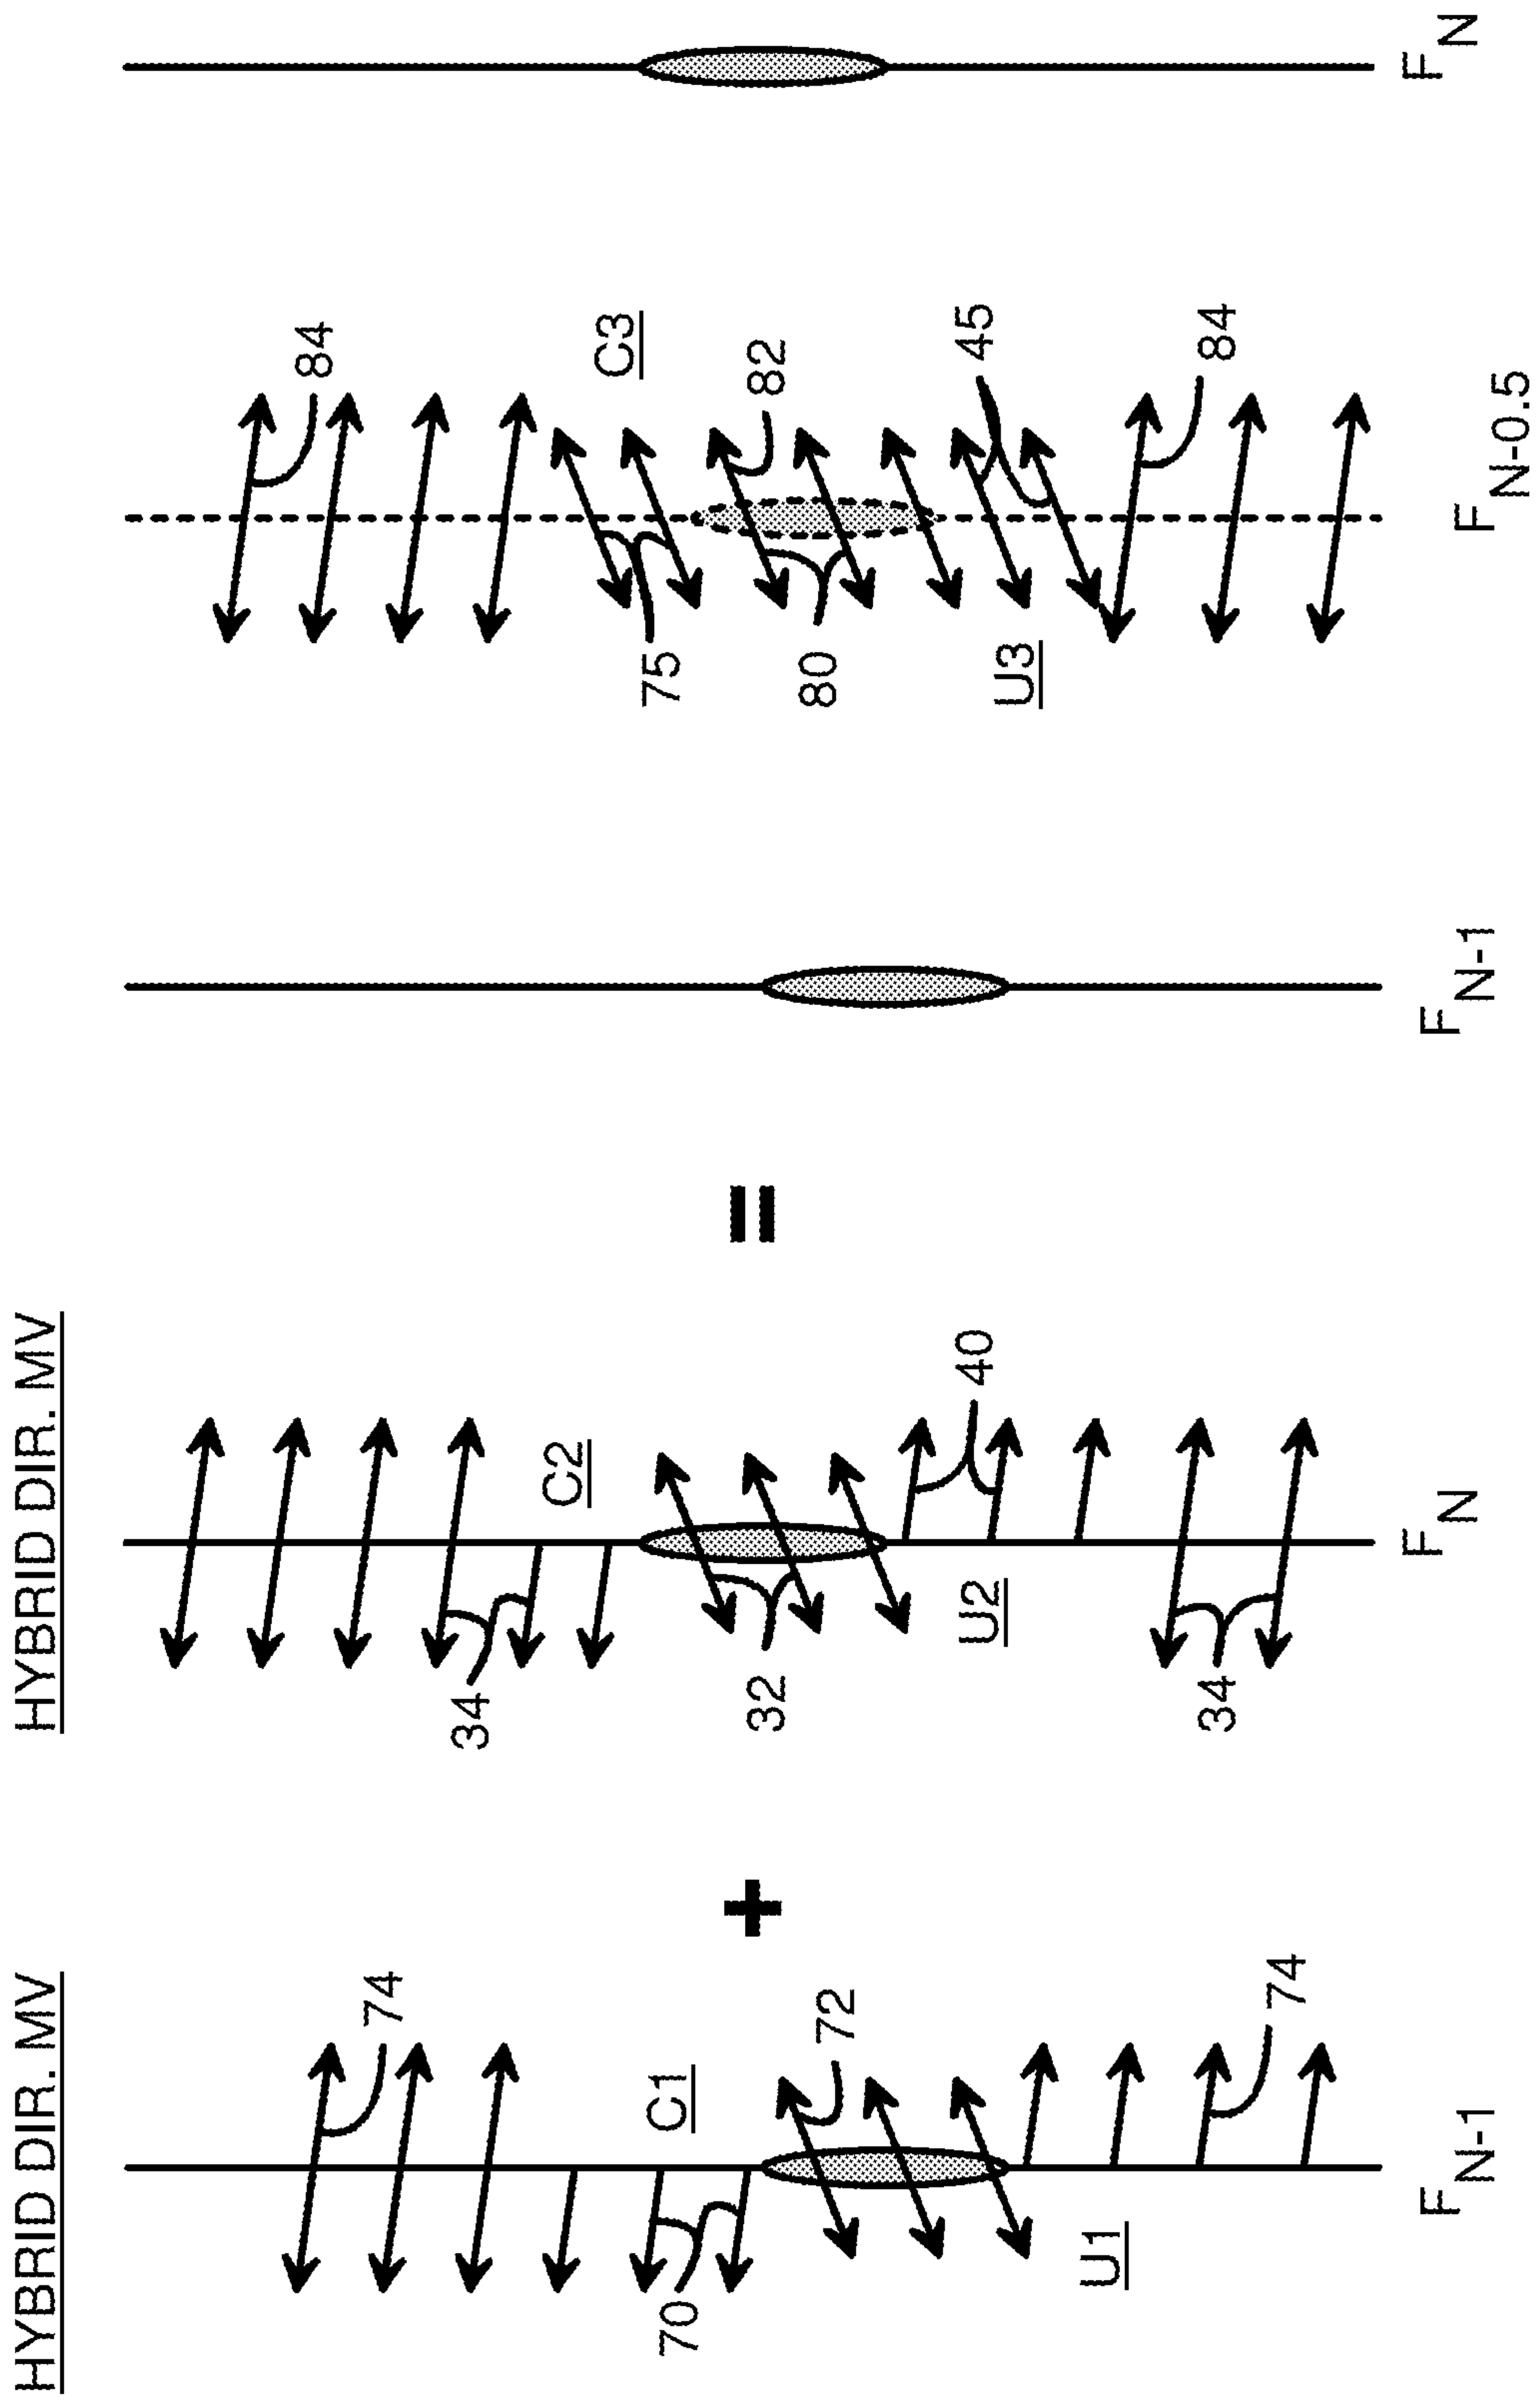 HYBRID DIR. MV
74
C1
70
72
U1
74
F N-1
+
HYBRID DIR. MV
34
C2
32
40
U2
34
F N
=
F N-1
84
C3
75
82
80
45
U3
84
F N-0.5
F N